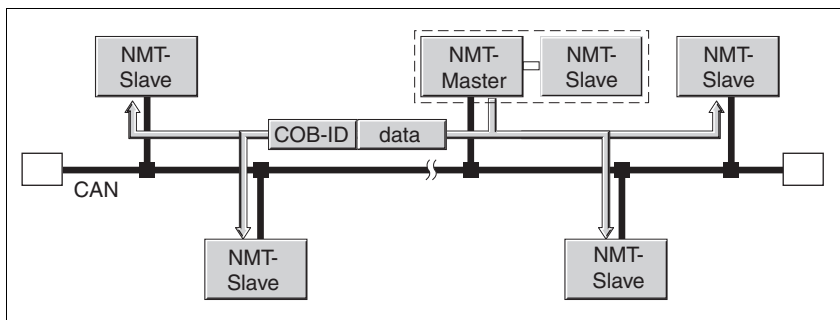 NMT-
Slave
NMT-
Master
NMT-
Slave
NMT-
Slave
COB-ID
data
CAN
NMT-
Slave
NMT-
Slave